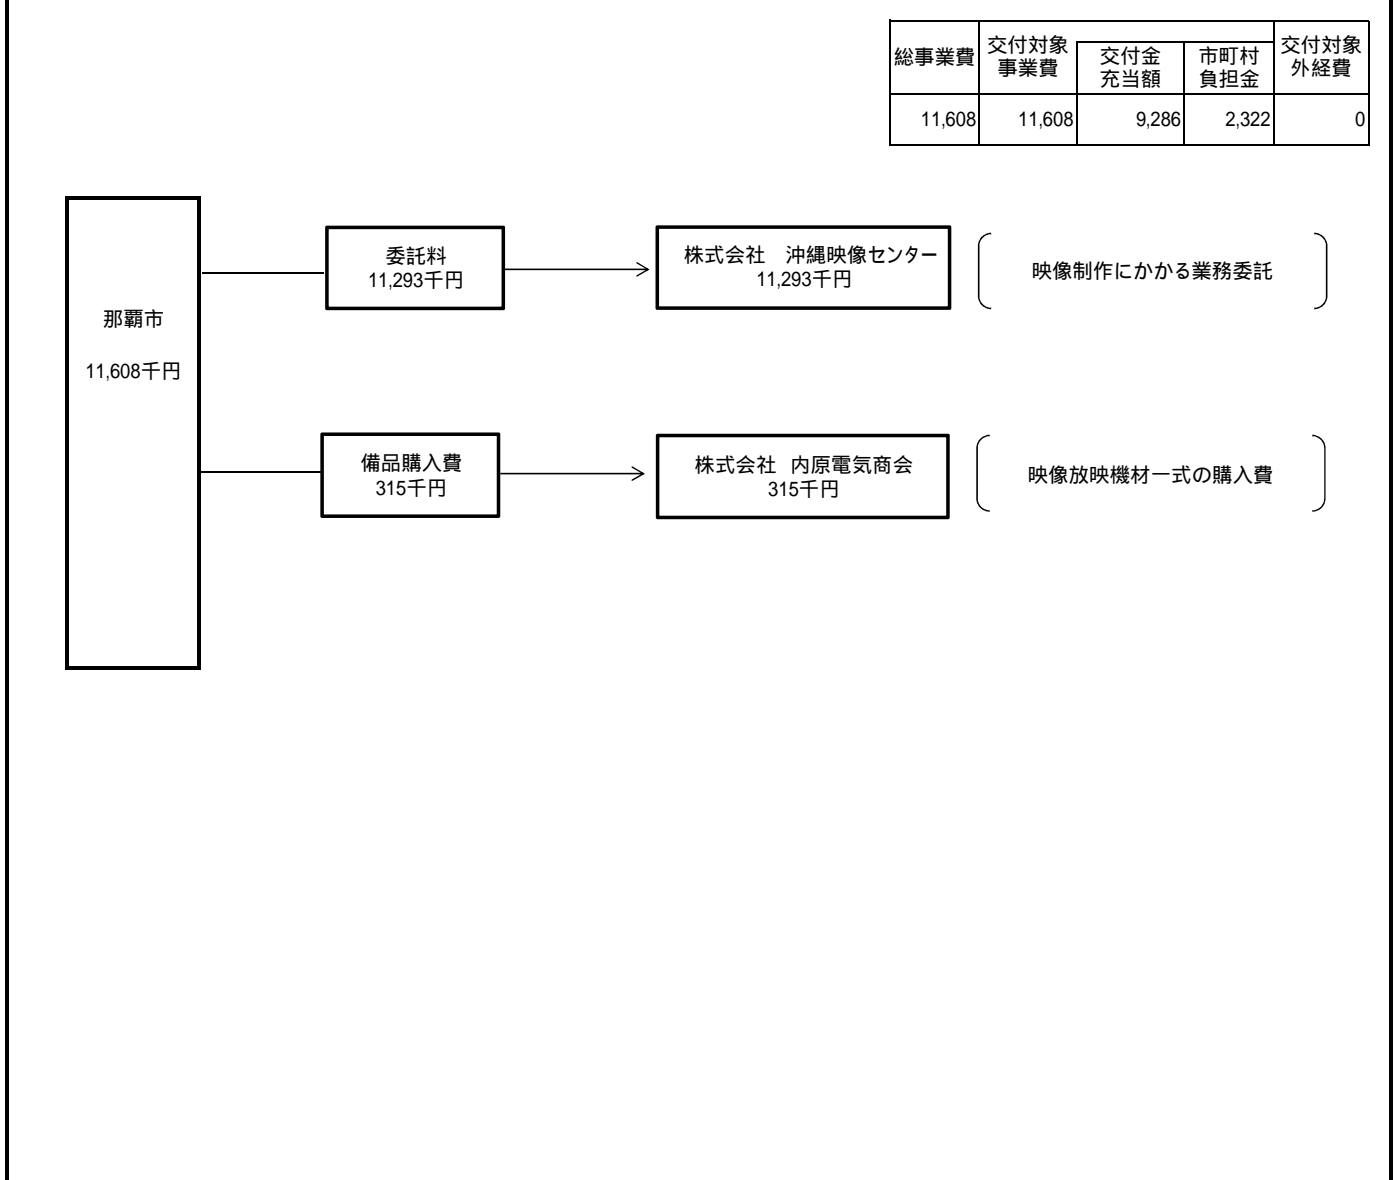 総事業費
交付対象
事業費
交付金
充当額
市町村
負担金
交付対象
外経費
11,608
11,608
9,286
2,322
0
那覇市
11,608千円
委託料
11,293千円
株式会社　沖縄映像センター
11,293千円
映像制作にかかる業務委託
備品購入費
315千円
株式会社 内原電気商会
315千円
映像放映機材一式の購入費